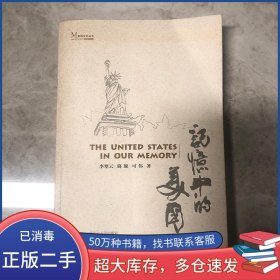 已消毒
THE UNITED STATES
IN OUR MEMORY
记忆中的
美国
正版二手
50万种书籍，找书联系客服
超大库存，多仓发货